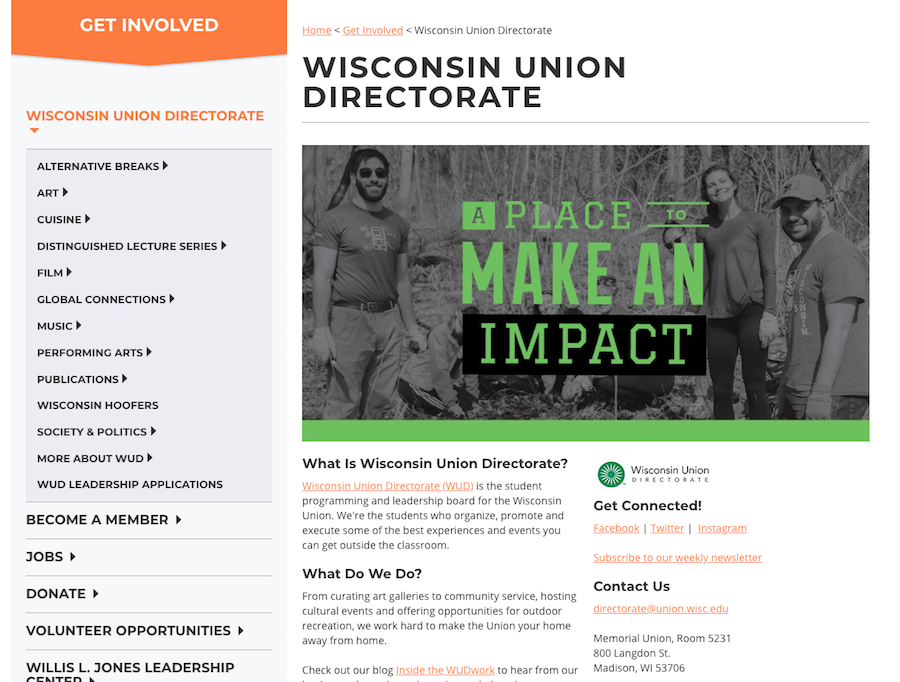 GET INVOLVED
WISCONSIN UNION DIRECTORATE
ALTERNATIVE BREAKS
ART
CUISINE
DISTINGUISHED LECTURE SERIES
FILM
GLOBAL CONNECTIONS
MUSIC
PERFORMING ARTS
PUBLICATIONS
WISCONSIN HOOFERS
SOCIETY & POLITICS
MORE ABOUT WUD
WUD LEADERSHIP APPLICATIONS
BECOME A MEMBER
JOBS
DONATE
VOLUNTEER OPPORTUNITIES
WILLIS L. JONES LEADERSHIP
CENTER
Home < Get Involved < Wisconsin Union Directorate
WISCONSIN UNION
DIRECTORATE
A PLACE TO
MAKE AN
IMPACT
What Is Wisconsin Union Directorate?
Wisconsin Union Directorate (WUD) is the student
programming and leadership board for the Wisconsin
Union. We're the students who organize, promote and
execute some of the best experiences and events you
can get outside the classroom.
What Do We Do?
From curating art galleries to community service, hosting
cultural events and offering opportunities for outdoor
recreation, we work hard to make the Union your home
away from home.
Check out our blog Inside the WUDwork to hear from our
Wisconsin Union
DIRECTORATE
Get Connected!
Facebook | Twitter | Instagram
Subscribe to our weekly newsletter
Contact Us
directorate@union.wisc.edu
Memorial Union, Room 5231
800 Langdon St.
Madison, WI 53706